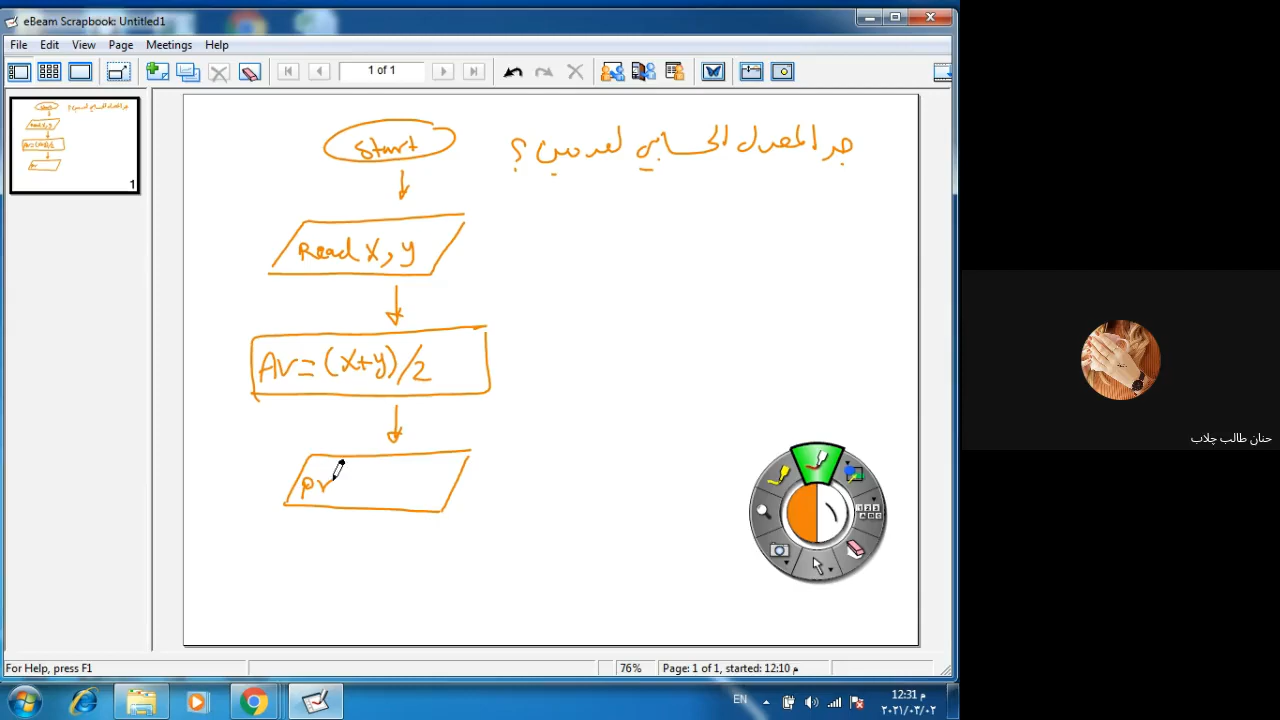 eBeam Scrapbook: Untitled1
File Edit View Page Meetings Help
1 of 1
1
Start
جد المعدل الحسابي لعددين ؟
Read x, y
Av=(x+y)/2
pr
حنان طالب چلاب
For Help, press F1
76%
Page: 1 of 1, started: 12:10 م
EN
12:31 م
٢٠٢١/٠٣/٠٢